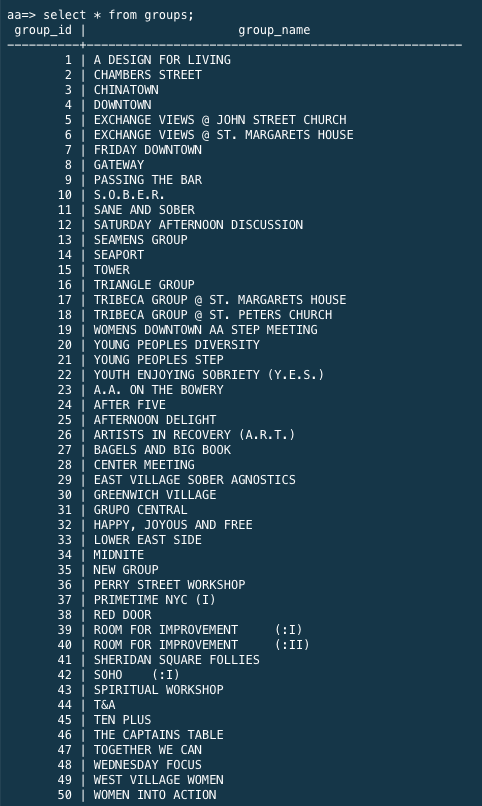 aa=> select * from groups;
group_id | group_name
----------+----------------------------------------------------
1 | A DESIGN FOR LIVING
2 | CHAMBERS STREET
3 | CHINATOWN
4 | DOWNTOWN
5 | EXCHANGE VIEWS @ JOHN STREET CHURCH
6 | EXCHANGE VIEWS @ ST. MARGARETS HOUSE
7 | FRIDAY DOWNTOWN
8 | GATEWAY
9 | PASSING THE BAR
10 | S.O.B.E.R.
11 | SANE AND SOBER
12 | SATURDAY AFTERNOON DISCUSSION
13 | SEAMENS GROUP
14 | SEAPORT
15 | TOWER
16 | TRIANGLE GROUP
17 | TRIBECA GROUP @ ST. MARGARETS HOUSE
18 | TRIBECA GROUP @ ST. PETERS CHURCH
19 | WOMENS DOWNTOWN AA STEP MEETING
20 | YOUNG PEOPLES DIVERSITY
21 | YOUNG PEOPLES STEP
22 | YOUTH ENJOYING SOBRIETY (Y.E.S.)
23 | A.A. ON THE BOWERY
24 | AFTER FIVE
25 | AFTERNOON DELIGHT
26 | ARTISTS IN RECOVERY (A.R.T.)
27 | BAGELS AND BIG BOOK
28 | CENTER MEETING
29 | EAST VILLAGE SOBER AGNOSTICS
30 | GREENWICH VILLAGE
31 | GRUPO CENTRAL
32 | HAPPY, JOYOUS AND FREE
33 | LOWER EAST SIDE
34 | MIDNITE
35 | NEW GROUP
36 | PERRY STREET WORKSHOP
37 | PRIMETIME NYC (I)
38 | RED DOOR
39 | ROOM FOR IMPROVEMENT     (:I)
40 | ROOM FOR IMPROVEMENT     (:II)
41 | SHERIDAN SQUARE FOLLIES
42 | SOHO    (:I)
43 | SPIRITUAL WORKSHOP
44 | T&A
45 | TEN PLUS
46 | THE CAPTAINS TABLE
47 | TOGETHER WE CAN
48 | WEDNESDAY FOCUS
49 | WEST VILLAGE WOMEN
50 | WOMEN INTO ACTION